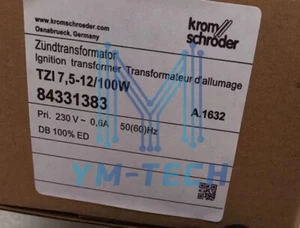 www.kromschroeder.com
Osnabrueck, Germany
krom
schröder
Zündtransformator
Ignition transformer Transformateur d'allumage
TZI 7,5-12/100W
84331383
A.1632
Pri. 230 V ~ 0,6A 50(60)Hz
DB 100% ED
YM-TECH